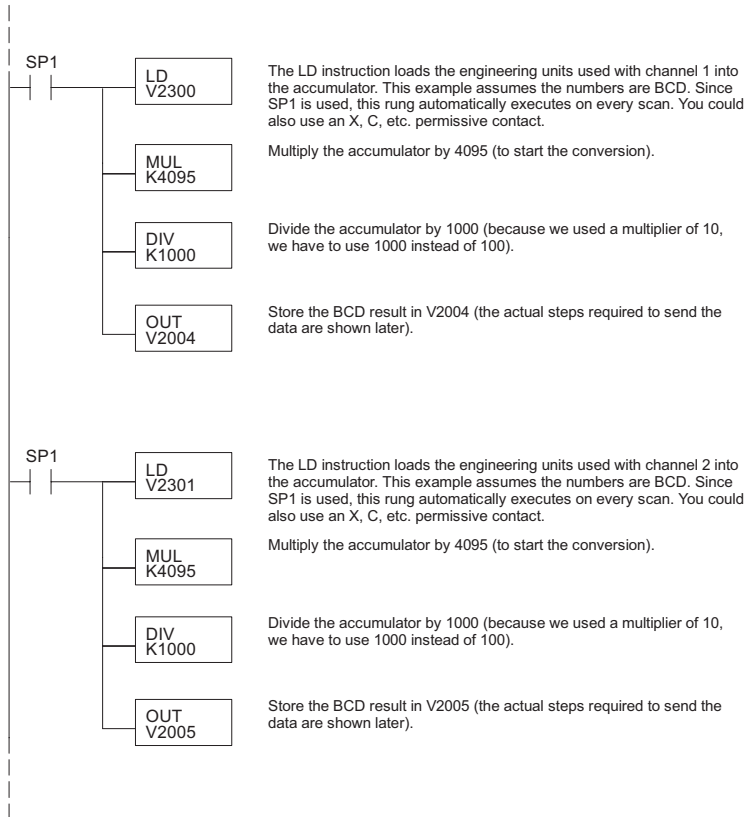 SP1
LD
V2300
The LD instruction loads the engineering units used with channel 1 into
the accumulator. This example assumes the numbers are BCD. Since
SP1 is used, this rung automatically executes on every scan. You could
also use an X, C, etc. permissive contact.
MUL
K4095
Multiply the accumulator by 4095 (to start the conversion).
DIV
K1000
Divide the accumulator by 1000 (because we used a multiplier of 10,
we have to use 1000 instead of 100).
OUT
V2004
Store the BCD result in V2004 (the actual steps required to send the
data are shown later).
SP1
LD
V2301
The LD instruction loads the engineering units used with channel 2 into
the accumulator. This example assumes the numbers are BCD. Since
SP1 is used, this rung automatically executes on every scan. You could
also use an X, C, etc. permissive contact.
MUL
K4095
Multiply the accumulator by 4095 (to start the conversion).
DIV
K1000
Divide the accumulator by 1000 (because we used a multiplier of 10,
we have to use 1000 instead of 100).
OUT
V2005
Store the BCD result in V2005 (the actual steps required to send the
data are shown later).